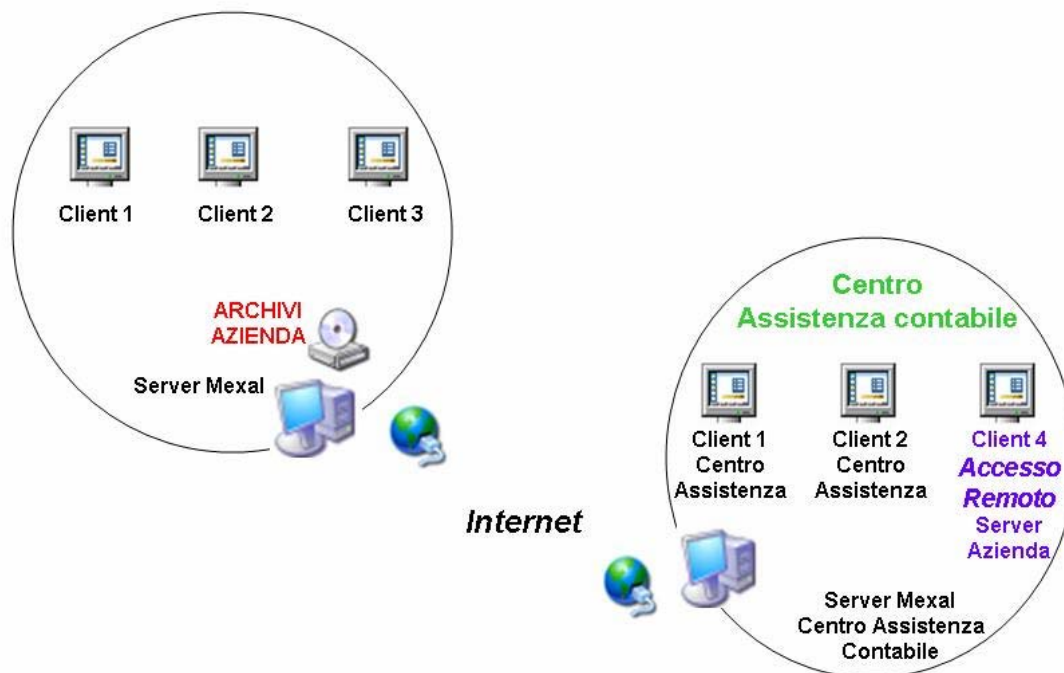 Client 1
Client 2
Client 3
ARCHIVI
AZIENDA
Server Mexal
Internet
Centro
Assistenza contabile
Client 1
Centro
Assistenza
Client 2
Centro
Assistenza
Client 4
Accesso
Remoto
Server
Azienda
Server Mexal
Centro Assistenza
Contabile